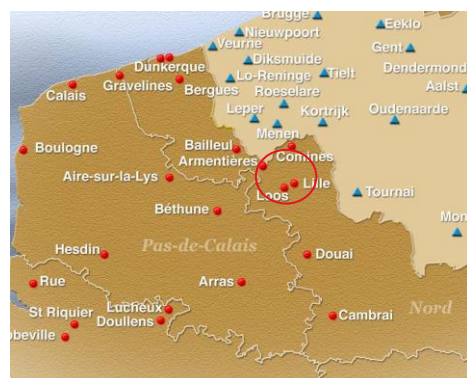 Brugge
Eeklo
Nieuwpoort
Veurne
Gent
Dunkerque
Diksmuide
Dendermond
Gravelines
Lo-Reninge
Tielt
Calais
Bergues
Roeselare
Aalst
Ieper
Kortrijk
Oudenaarde
Menen
Boulogne
Bailleul
Armentières
Comines
Aire-sur-la-Lys
Lille
Loos
Tournai
Béthune
Mon
Pas-de-Calais
Hesdin
Douai
Rue
Arras
Nord
St Riquier
Lucheux
Doullens
Cambrai
bbeville